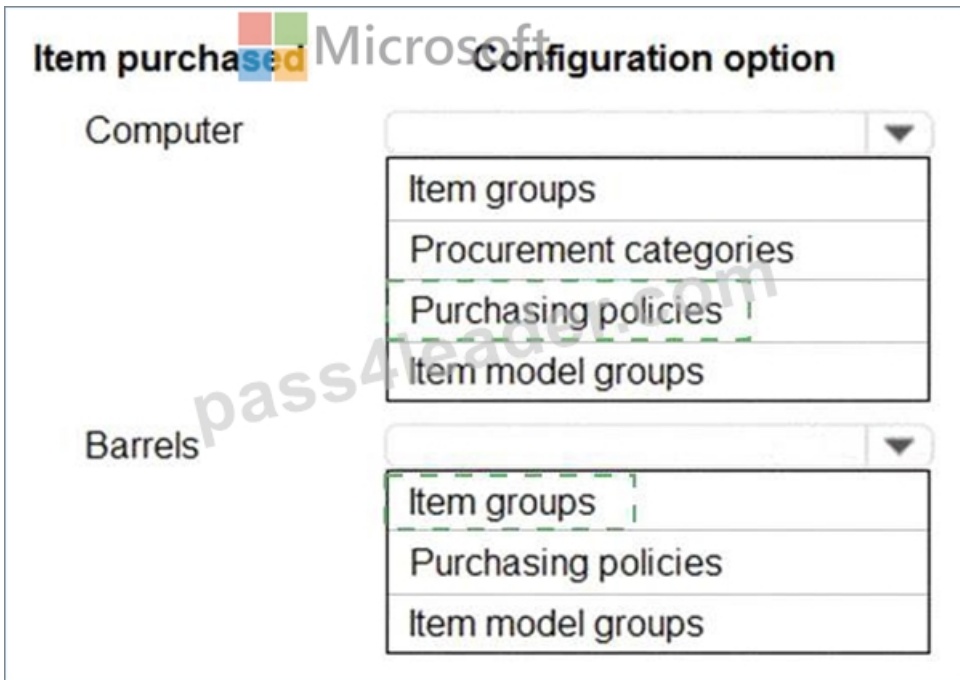 Microsoft
Item purchased Configuration option
Computer
Item groups
Procurement categories
Purchasing policies
Item model groups
pass4leader.com
Barrels
Item groups
Purchasing policies
Item model groups